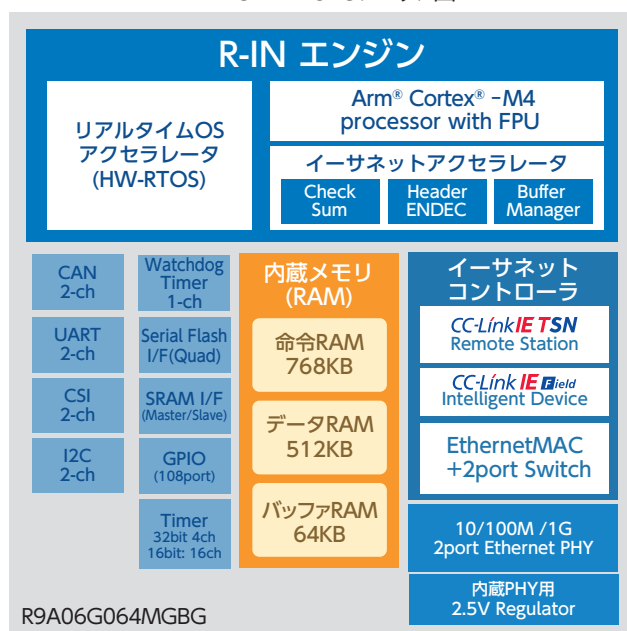 R-IN エンジン
リアルタイムOS
アクセラレータ
(HW-RTOS)
Arm® Cortex® -M4
processor with FPU
イーサネットアクセラレータ
Check
Sum
Header
ENDEC
Buffer
Manager
CAN
2-ch
UART
2-ch
CSI
2-ch
I2C
2-ch
Watchdog
Timer
1-ch
Serial Flash
I/F(Quad)
SRAM I/F
(Master/Slave)
GPIO
(108port)
Timer
32bit 4ch
16bit: 16ch
内蔵メモリ
(RAM)
命令RAM
768KB
データRAM
512KB
バッファRAM
64KB
イーサネット
コントローラ
CC-Link IE TSN
Remote Station
CC-Link IE Field
Intelligent Device
EthernetMAC
+2port Switch
10/100M /1G
2port Ethernet PHY
内蔵PHY用
2.5V Regulator
R9A06G064MGBG